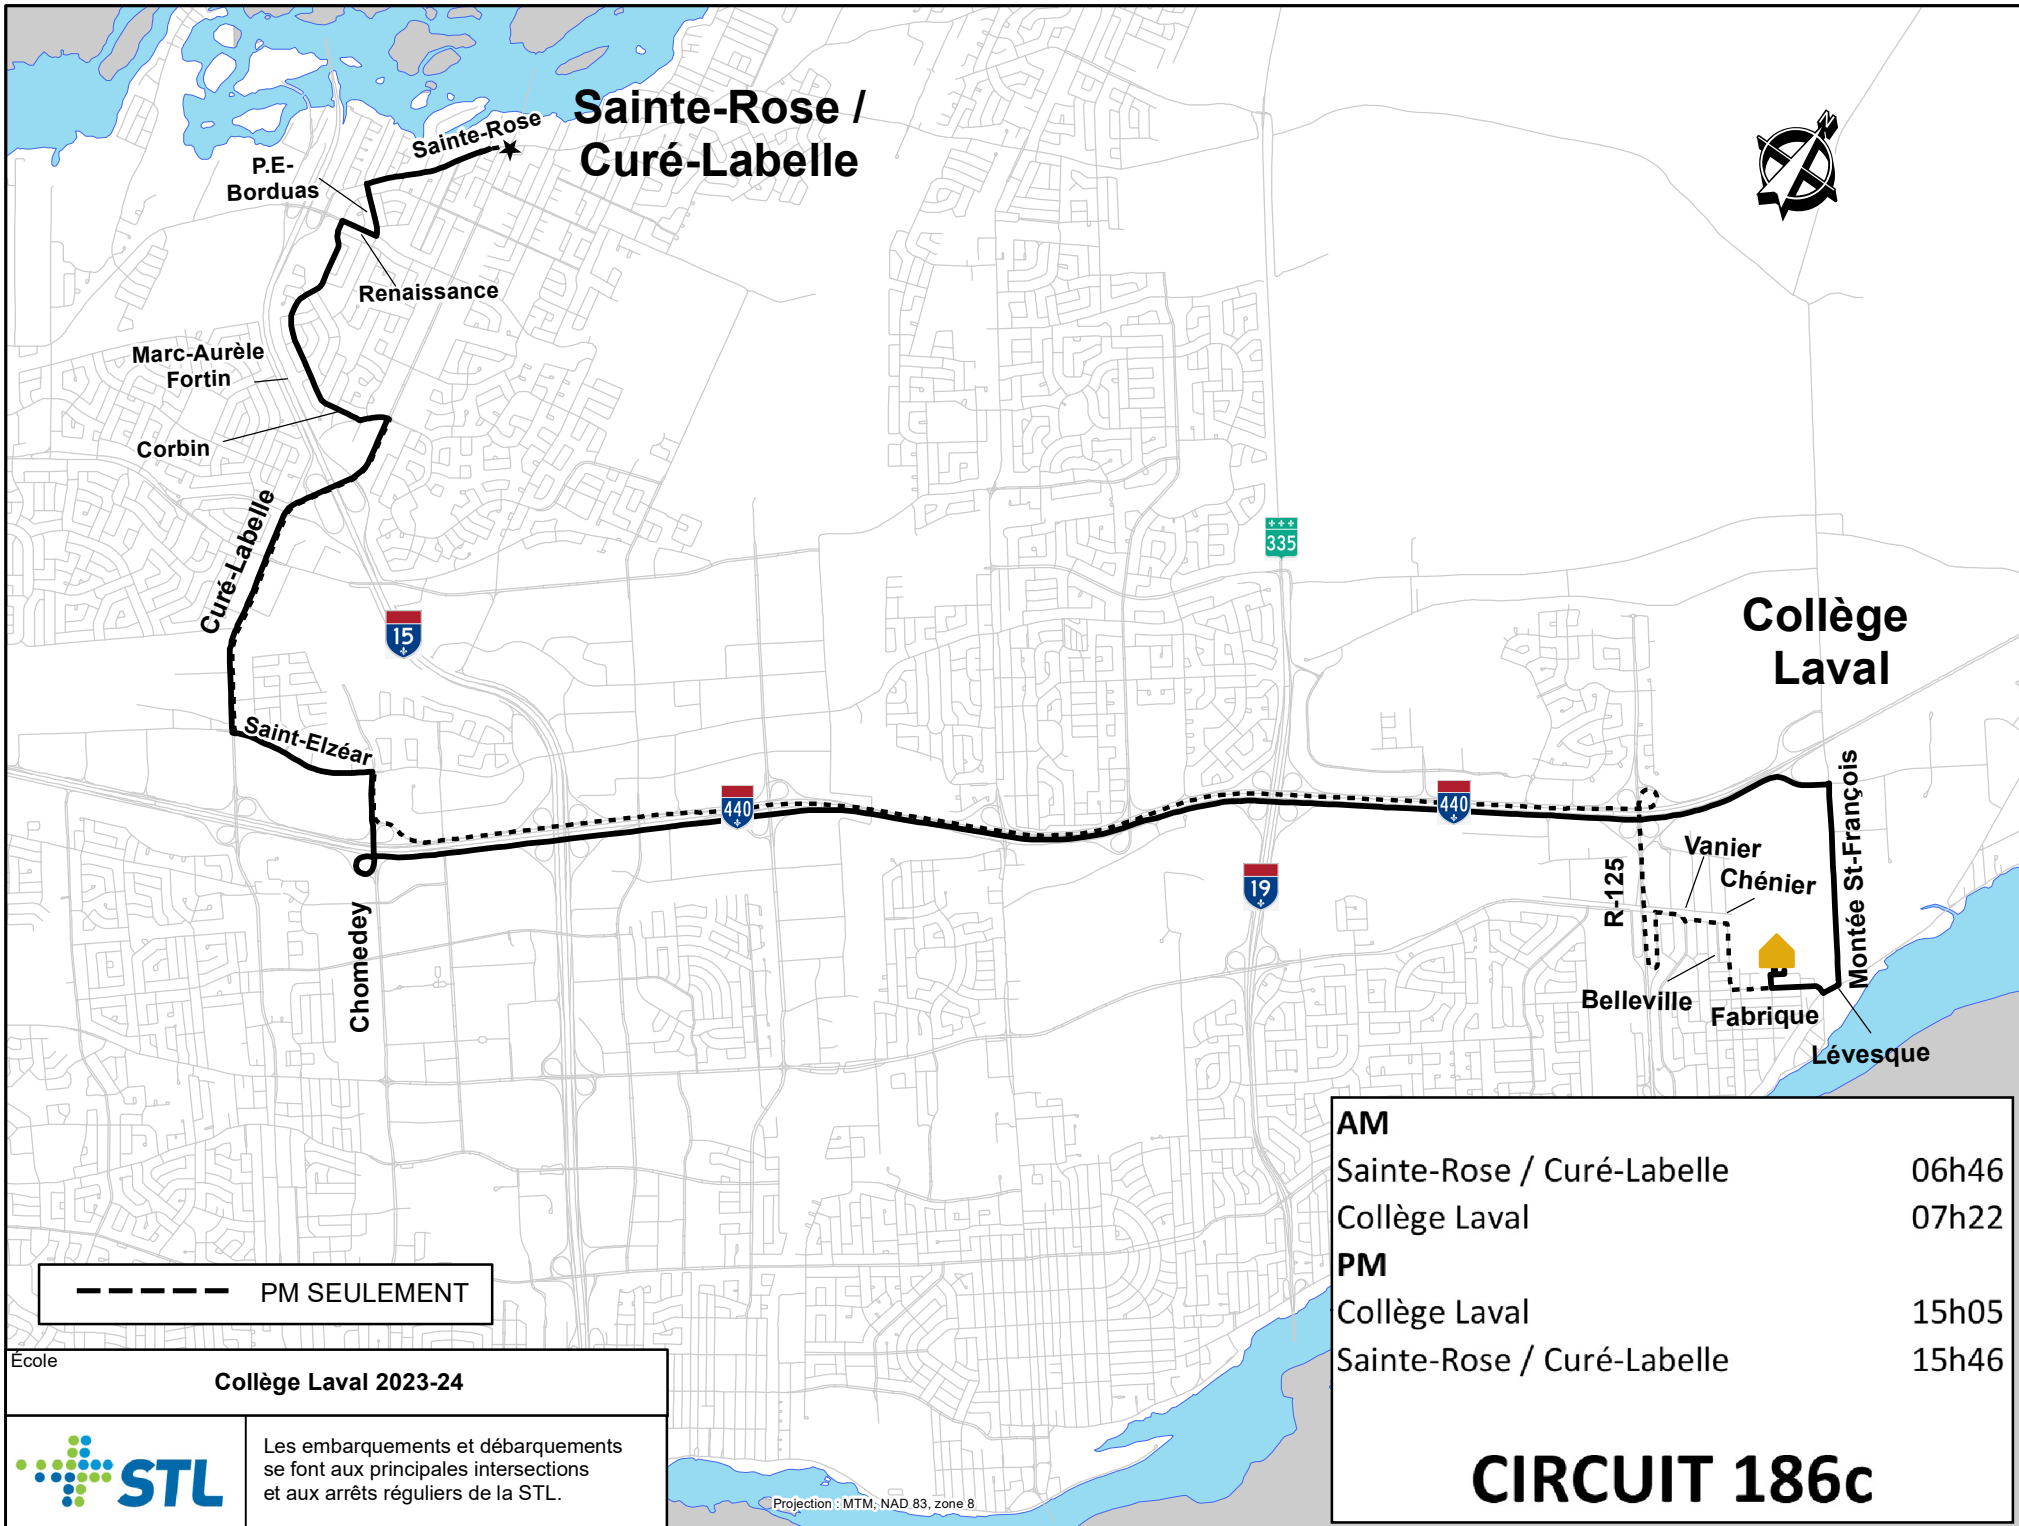 Sainte-Rose /
Curé-Labelle
Sainte-Rose
N
P.E-
Borduas
Renaissance
Marc-Aurèle
Fortin
Corbin
Curé-Labelle
335
15
Collège
Laval
Saint-Elzéar
440
440
Montée St-François
19
Vanier
Chénier
R-125
Chomedey
Belleville
Fabrique
Lévesque
AM
Sainte-Rose / Curé-Labelle 06h46
Collège Laval 07h22
PM
Collège Laval 15h05
Sainte-Rose / Curé-Labelle 15h46
CIRCUIT 186c
PM SEULEMENT
École
Collège Laval 2023-24
STL
Les embarquements et débarquements
se font aux principales intersections
et aux arrêts réguliers de la STL.
Projection : MTM, NAD 83, zone 8